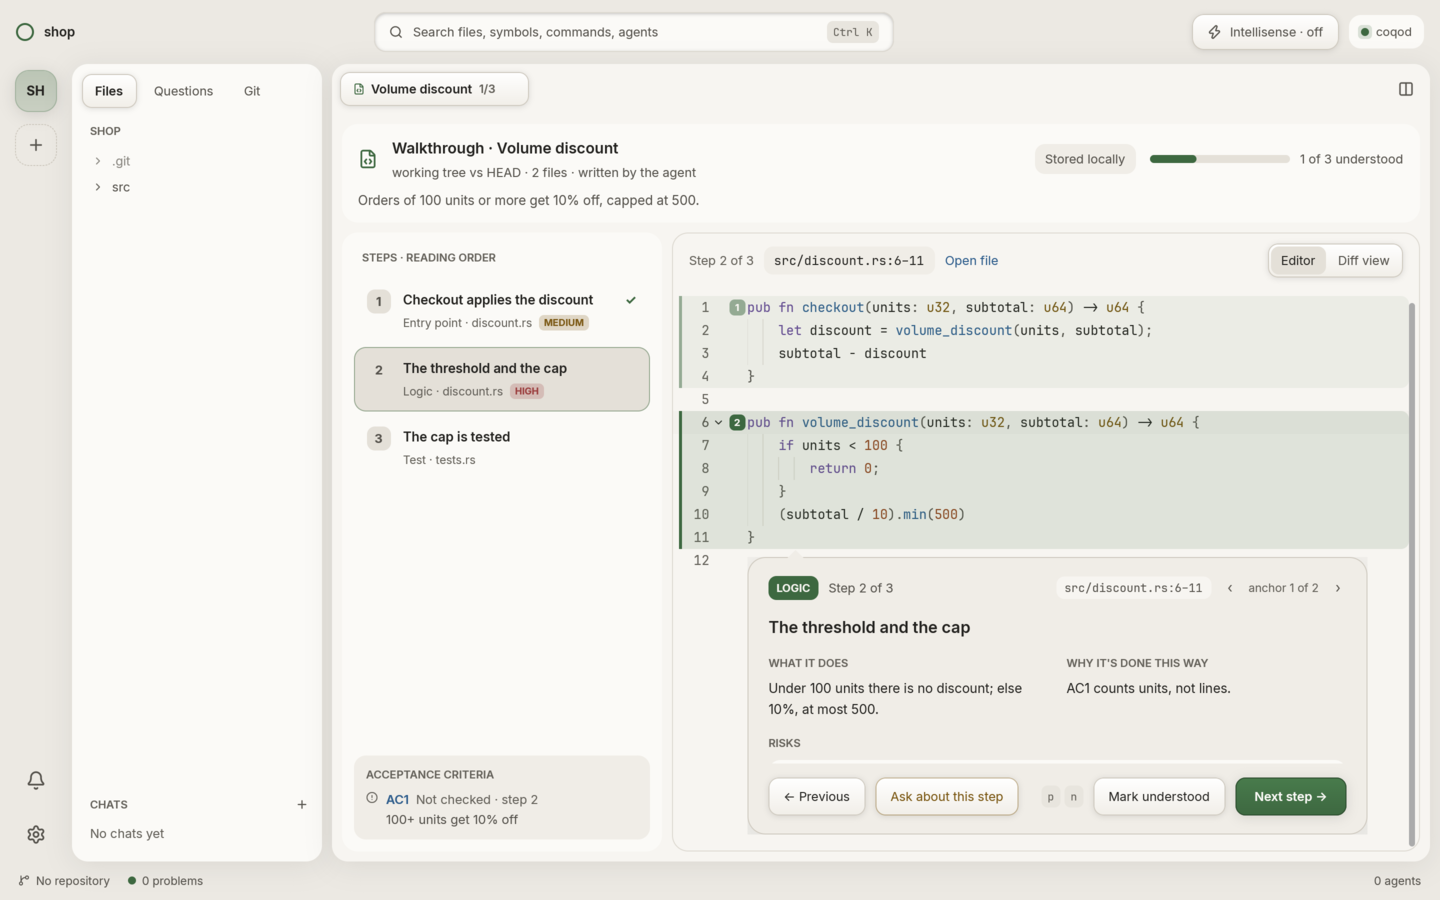 shop
Search files, symbols, commands, agents
Ctrl K
Intellisense · off
coqod
SH
Files
Questions
Git
SHOP
.git
src
CHATS
No chats yet
Volume discount 1/3
Walkthrough · Volume discount
working tree vs HEAD · 2 files · written by the agent
Stored locally
1 of 3 understood
Orders of 100 units or more get 10% off, capped at 500.
STEPS · READING ORDER
1 Checkout applies the discount
Entry point · discount.rs MEDIUM
2 The threshold and the cap
Logic · discount.rs HIGH
3 The cap is tested
Test · tests.rs
ACCEPTANCE CRITERIA
AC1 Not checked · step 2
100+ units get 10% off
Step 2 of 3 src/discount.rs:6–11 Open file
Editor
Diff view
1 1 pub fn checkout(units: u32, subtotal: u64) → u64 {
2 let discount = volume_discount(units, subtotal);
3 subtotal - discount
4 }
5
6 2 pub fn volume_discount(units: u32, subtotal: u64) → u64 {
7 if units < 100 {
8 return 0;
9 }
10 (subtotal / 10).min(500)
11 }
12
LOGIC Step 2 of 3
src/discount.rs:6–11 ‹ anchor 1 of 2 ›
The threshold and the cap
WHAT IT DOES
Under 100 units there is no discount; else
10%, at most 500.
WHY IT'S DONE THIS WAY
AC1 counts units, not lines.
RISKS
← Previous
Ask about this step
p n
Mark understood
Next step →
No repository
0 problems
0 agents